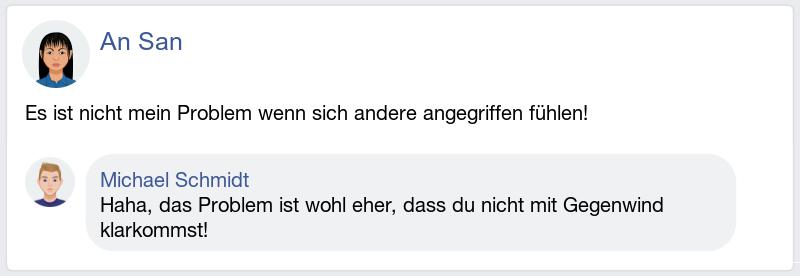 An San
Es ist nicht mein Problem wenn sich andere angegriffen fühlen!
Michael Schmidt
Haha, das Problem ist wohl eher, dass du nicht mit Gegenwind
klarkommst!